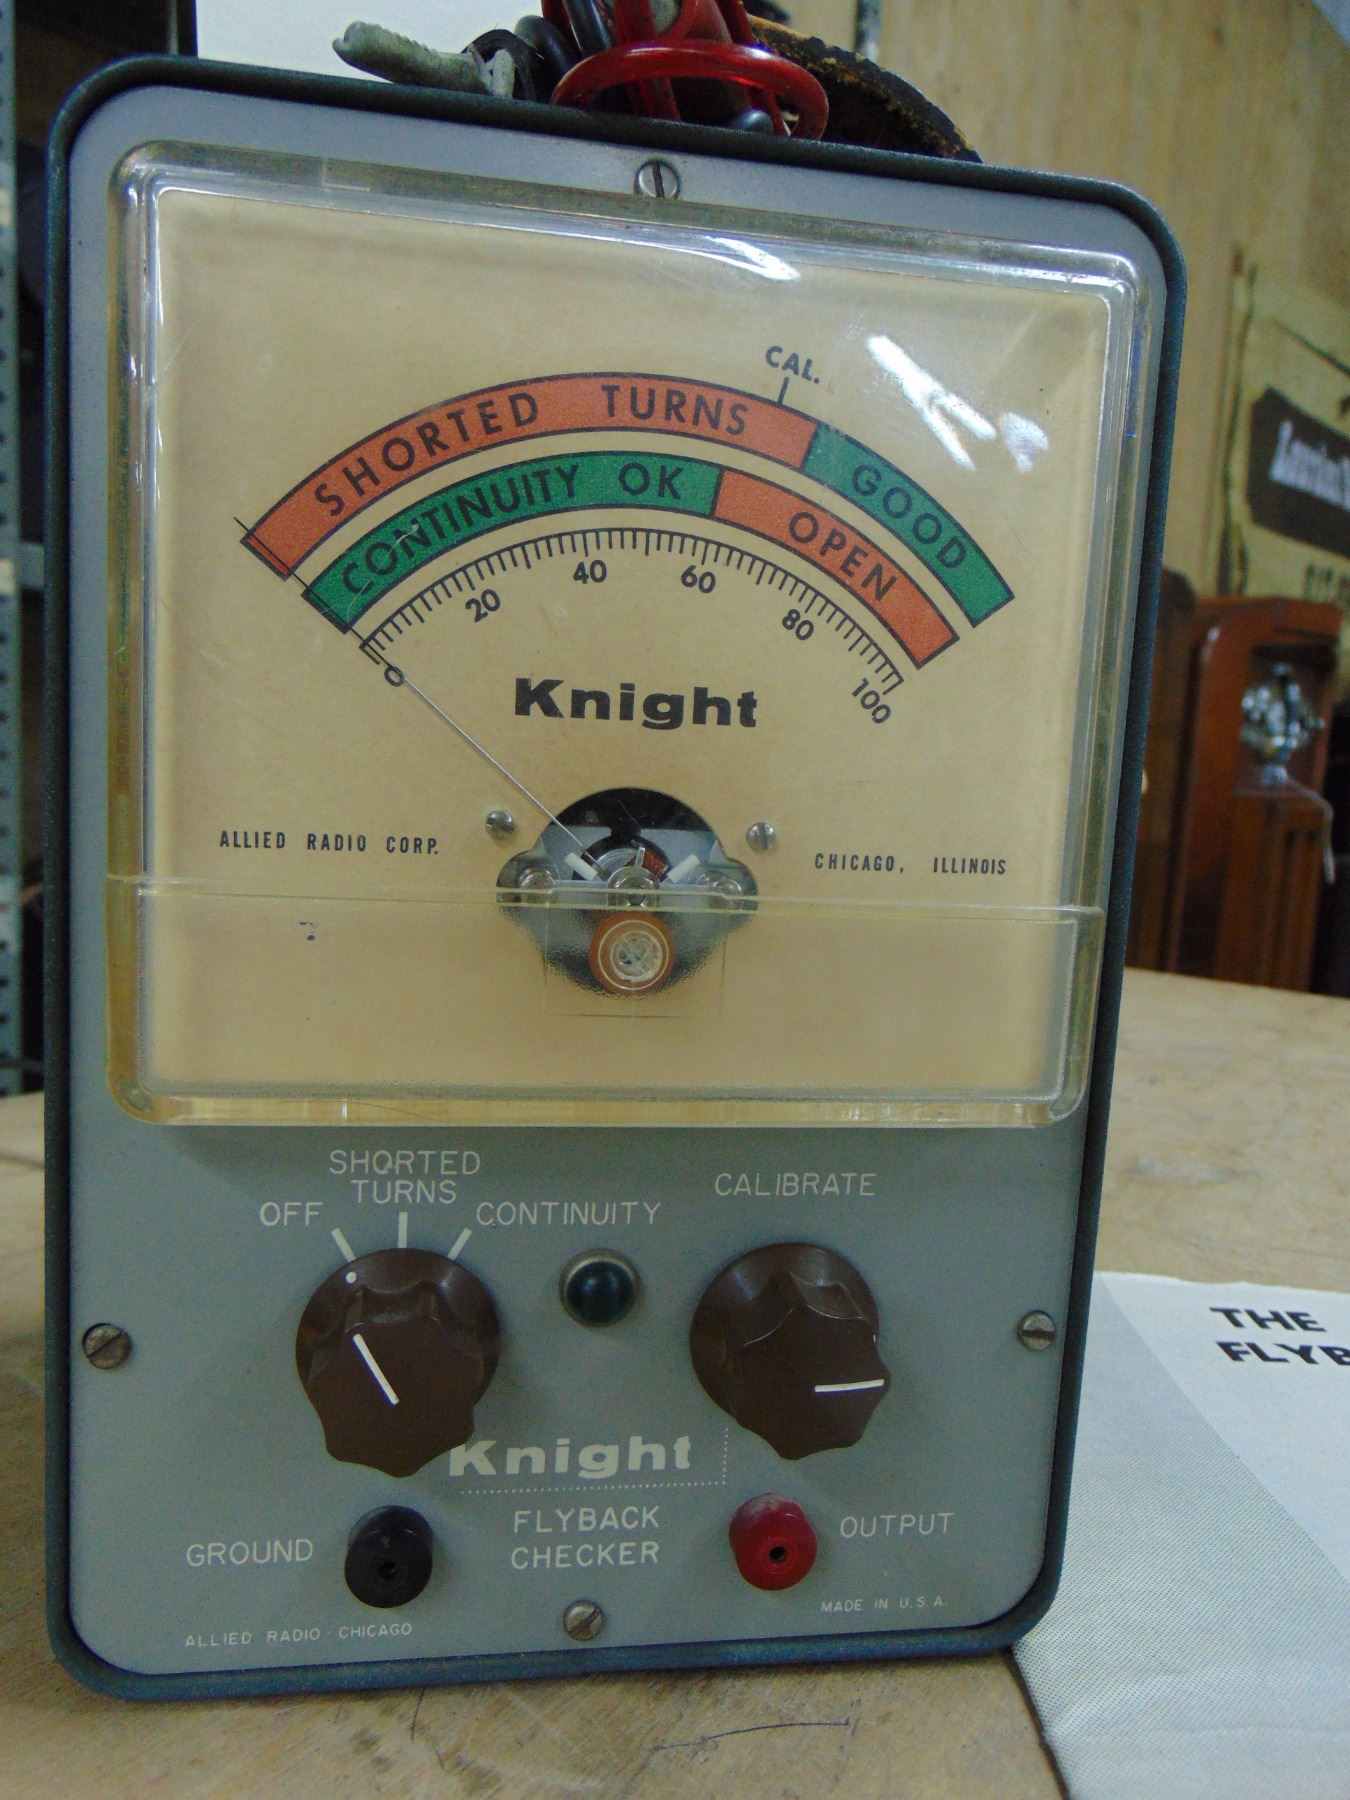 CAL.
SHORTED TURNS GOOD
CONTINUITY OK OPEN
0 20 40 60 80 100
Knight
ALLIED RADIO CORP. CHICAGO, ILLINOIS
SHORTED
TURNS
OFF CONTINUITY
CALIBRATE
Knight
FLYBACK
CHECKER
GROUND
OUTPUT
MADE IN U.S.A.
ALLIED RADIO · CHICAGO
THE